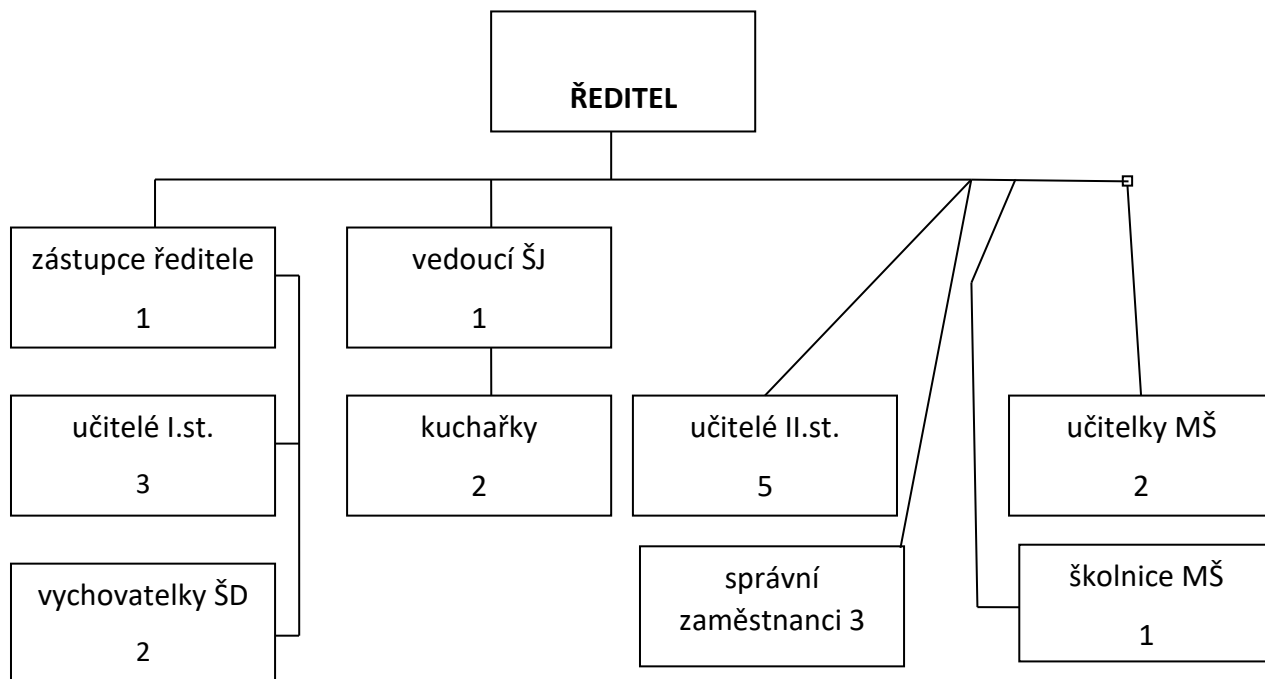 ŘEDITEL
zástupce ředitele
1
vedoucí ŠJ
1
učitelé I.st.
3
kuchařky
2
učitelé II.st.
5
učitelky MŠ
2
vychovatelky ŠD
2
správní
zaměstnanci 3
školnice MŠ
1